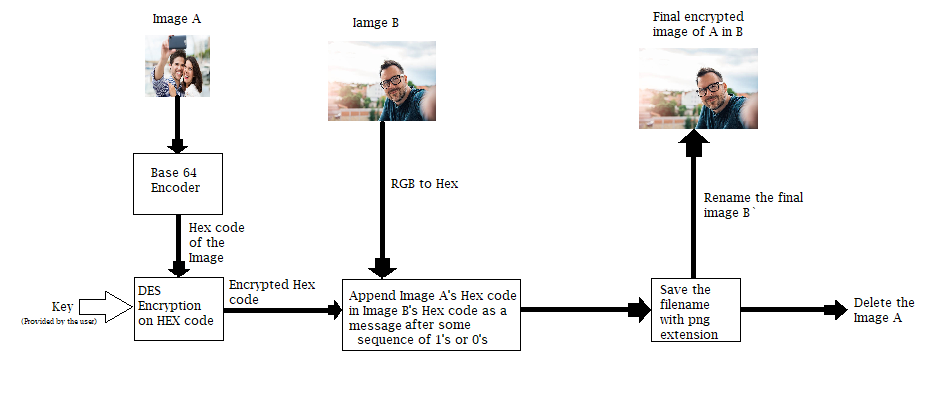 Image A
Iamge B
Final encrypted
image of A in B
Base 64
Encoder
RGB to Hex
Rename the final
image B`
Hex code
of the
Image
DES
Encryption
on HEX code
Key
(Provided by the user)
Encrypted Hex
code
Append Image A's Hex code
in Image B's Hex code as a
message after some
sequence of 1's or 0's
Save the
filename
with png
extension
Delete the
Image A